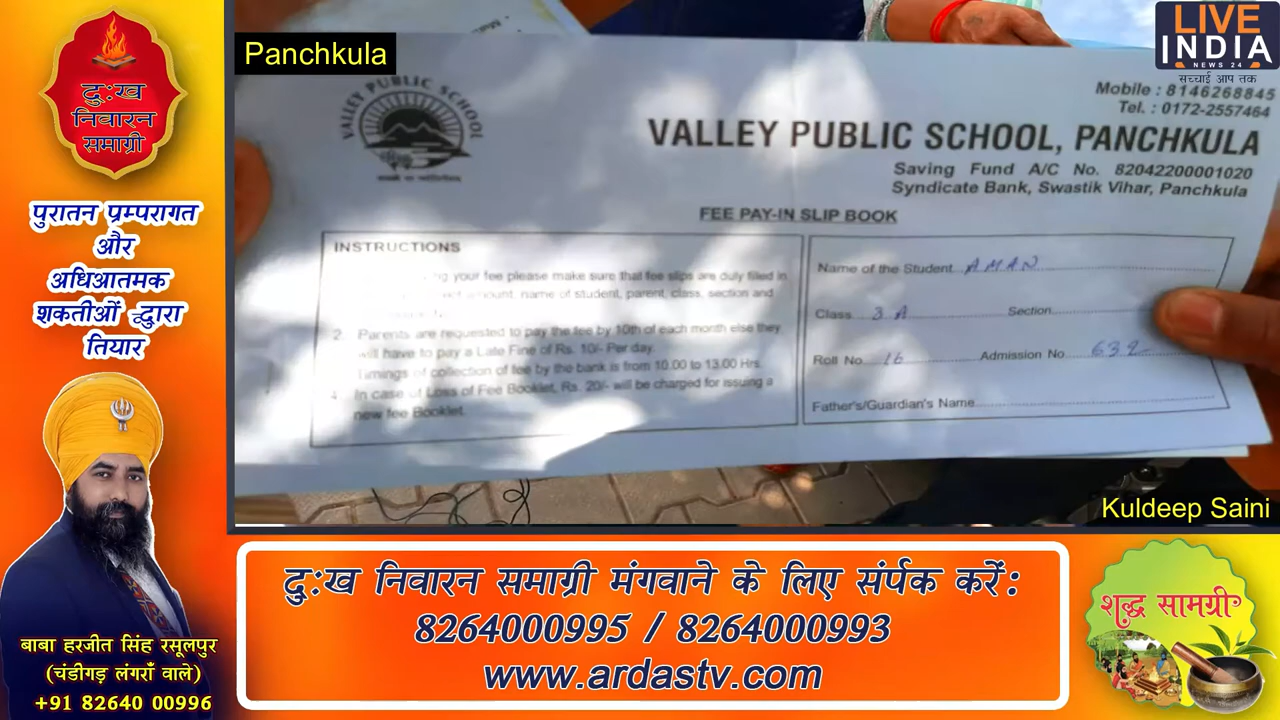 दु:ख
निवारन
समाग्री
पुरातन प्रम्परागत
और
अधिआतमक
शकतीओं द्वारा
तियार
बाबा हरजीत सिंह रसूलपुर
(चंडीगड़ लंगराँ वाले)
+91 82640 00996
Panchkula
LIVE
INDIA
NEWS 24
सच्चाई आप तक
VALLEY PUBLIC SCHOOL
Mobile : 8146268845
Tel. : 0172-2557464
VALLEY PUBLIC SCHOOL, PANCHKULA
Saving Fund A/C No. 82042200001020
Syndicate Bank, Swastik Vihar, Panchkula
FEE PAY-IN SLIP BOOK
INSTRUCTIONS
your fee please make sure that fee slips are duly filled in
amount, name of student, parent, class, section and
2. Parents are requested to pay the fee by 10th of each month else they
will have to pay a Late Fine of Rs. 10/- Per day.
Timings of collection of fee by the bank is from 10.00 to 13.00 Hrs.
4. In case of Loss of Fee Booklet, Rs. 20/- will be charged for issuing a
new fee Booklet.
Name of the Student AMAN
Class 3 A Section
Roll No. 16 Admission No. 632
Father's/Guardian's Name
Kuldeep Saini
दु:ख निवारन समाग्री मंगवाने के लिए संर्पक करें:
8264000995 / 8264000993
www.ardastv.com
शुद्ध सामग्री